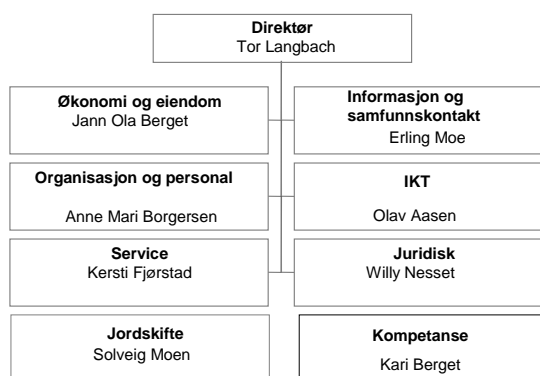 Direktør
Tor Langbach
Økonomi og eiendom
Jann Ola Berget
Informasjon og
samfunnskontakt
Erling Moe
Organisasjon og personal
Anne Mari Borgersen
IKT
Olav Aasen
Service
Kersti Fjørstad
Juridisk
Willy Nesset
Jordskifte
Solveig Moen
Kompetanse
Kari Berget